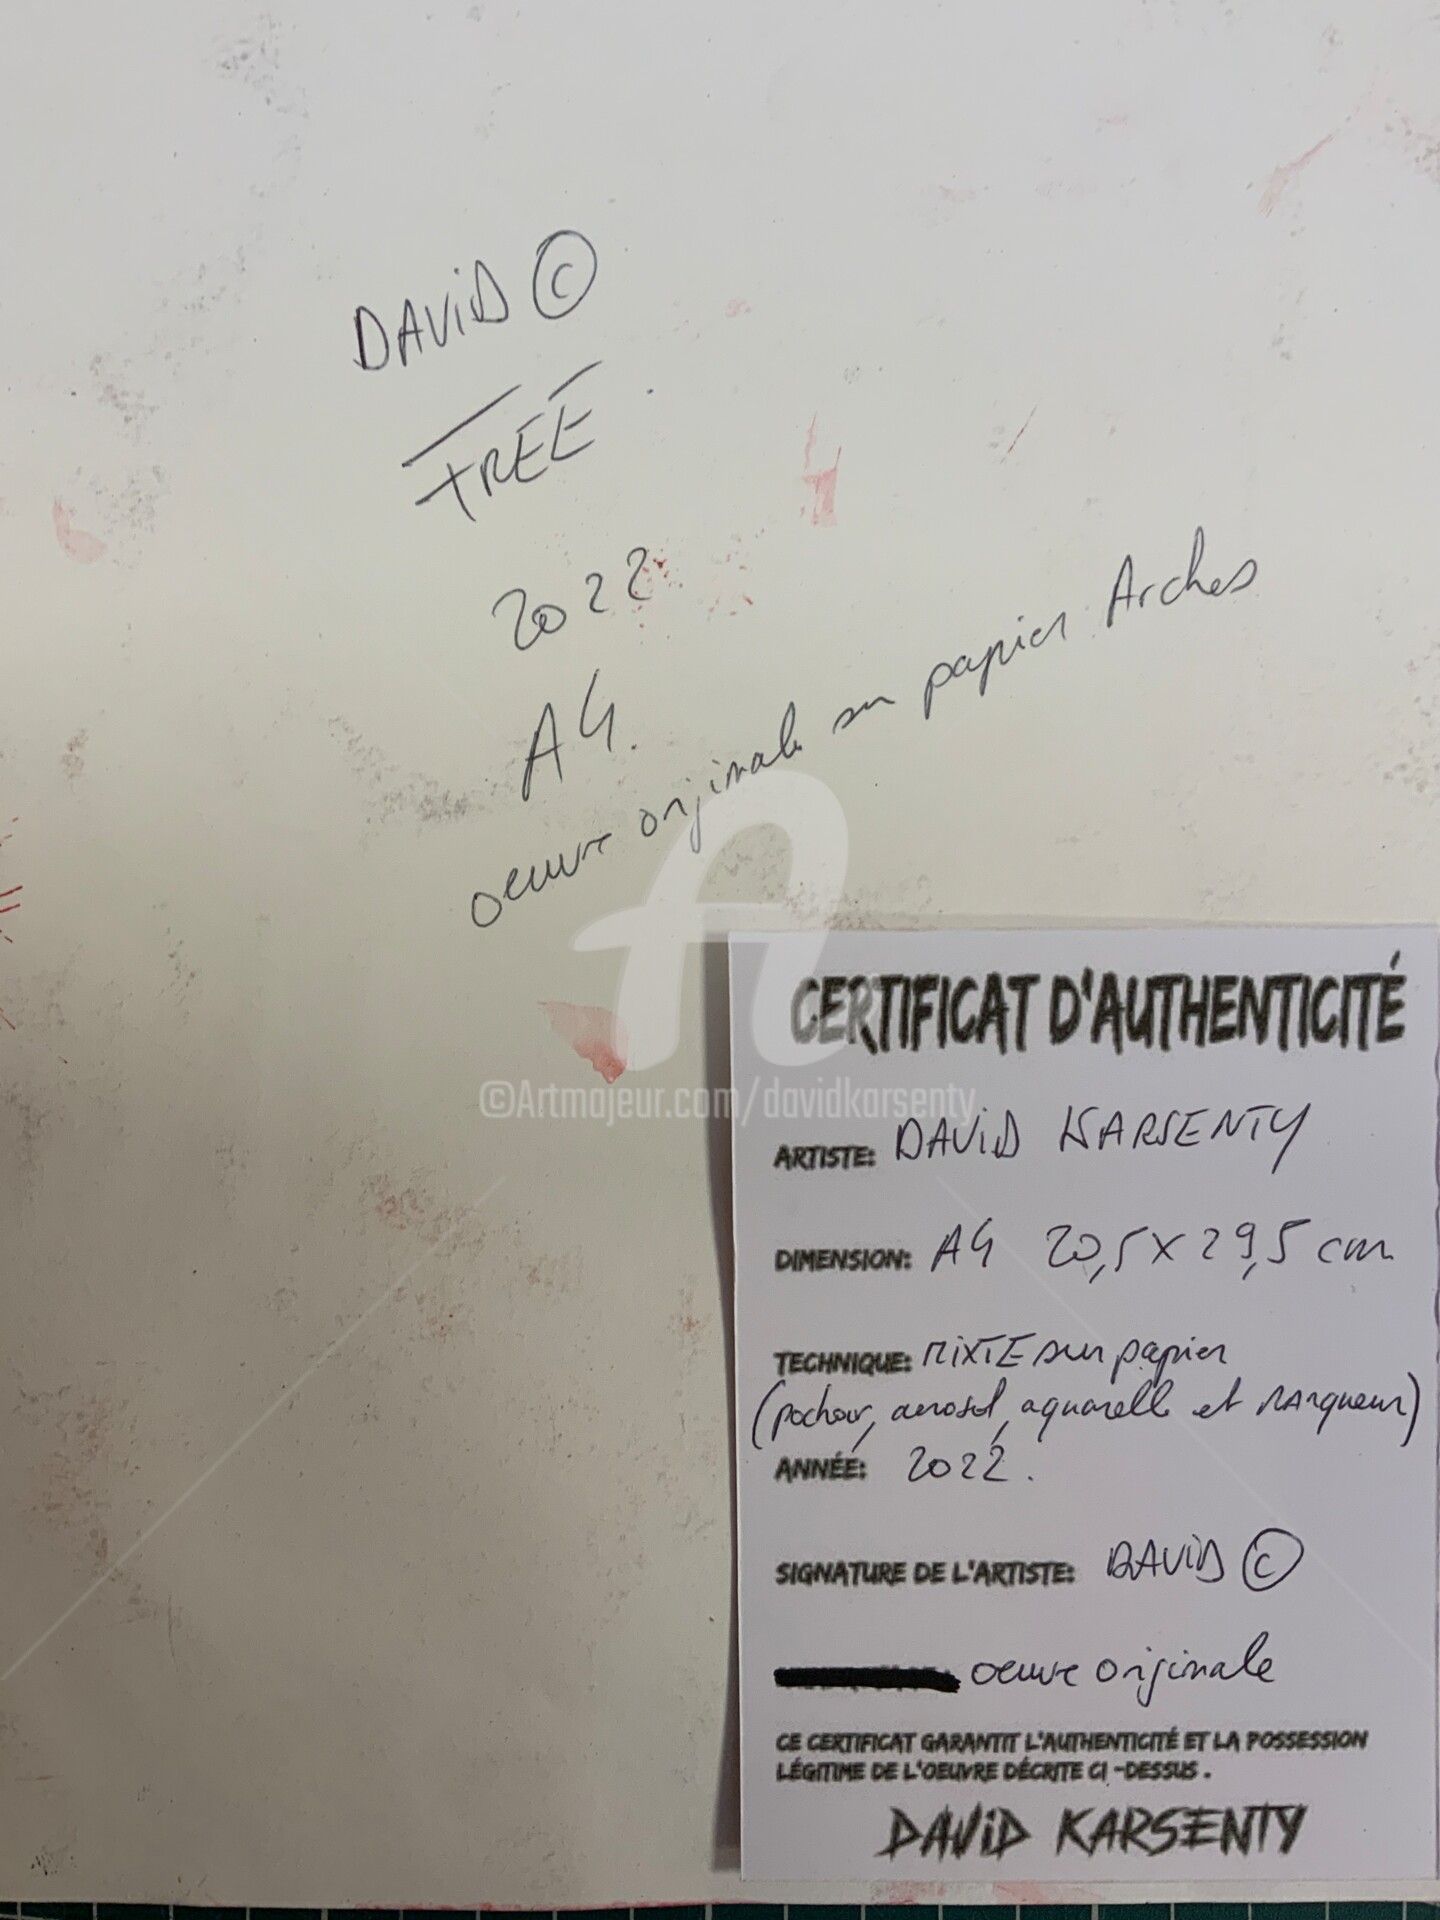 DAViD ©
FREE.
2022
A4.
oeuvre originale sur papier Arches
CERTIFICAT D'AUTHENTICITÉ
©Artmajeur.com/davidkarsenty
ARTISTE: DAViD KARSENTY
DIMENSION: A4 20,5 x 29,5 cm
TECHNIQUE: MiXTE sur papier
(pochoir, aerosol, aquarelle et MARqueur)
ANNÉE: 2022.
SIGNATURE DE L'ARTISTE: DAViD ©
oeuvre originale
CE CERTIFICAT GARANTIT L'AUTHENTICITÉ ET LA POSSESSION
LÉGITIME DE L'OEUVRE DÉCRITE CI -DESSUS .
DAViD KARSENTY